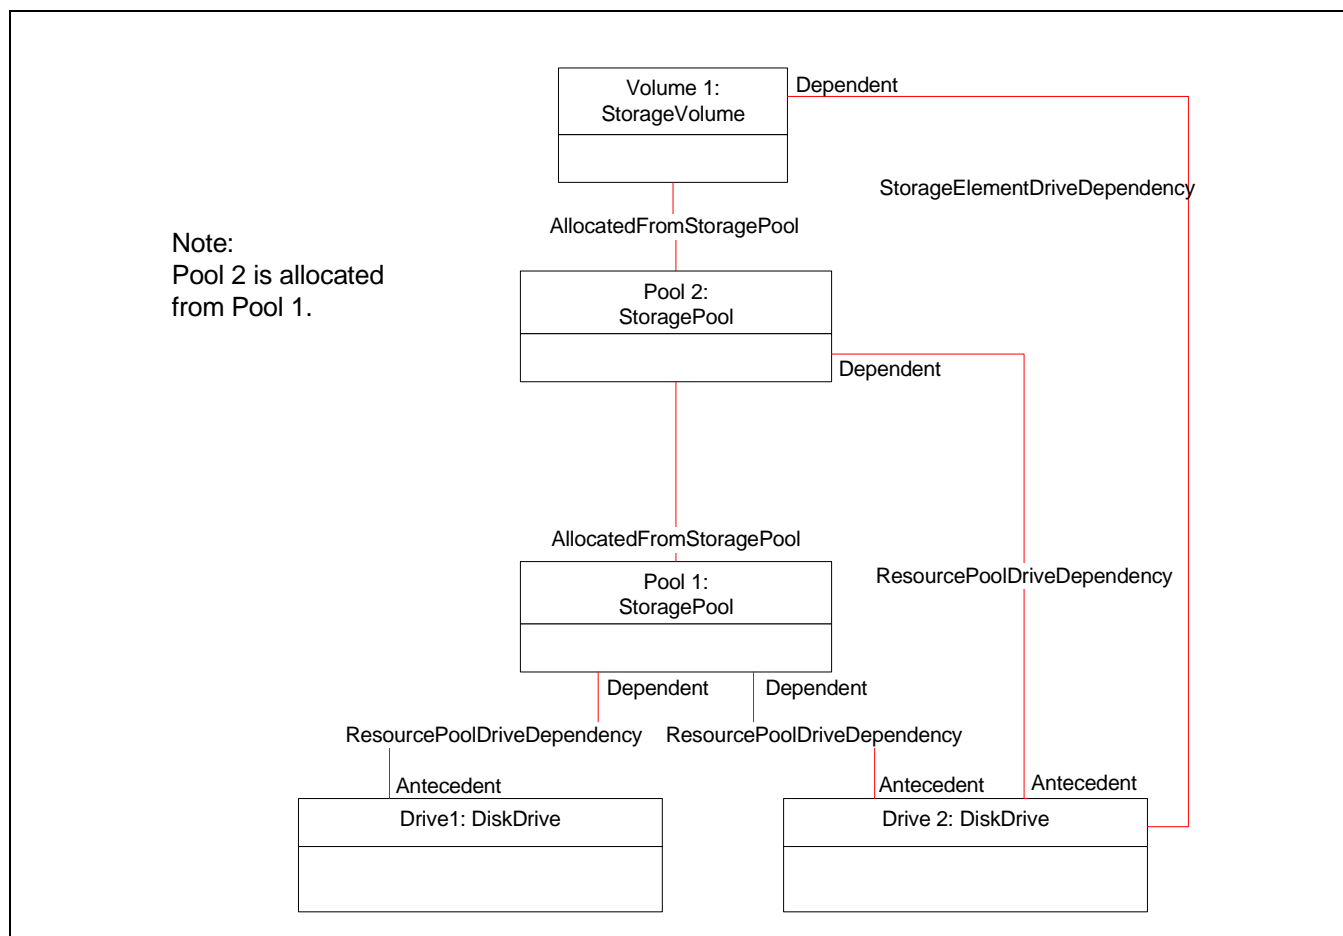 Volume 1:
StorageVolume
Dependent
StorageElementDriveDependency
AllocatedFromStoragePool
Note:
Pool 2 is allocated
from Pool 1.
Pool 2:
StoragePool
Dependent
AllocatedFromStoragePool
Pool 1:
StoragePool
ResourcePoolDriveDependency
Dependent
Dependent
ResourcePoolDriveDependency
ResourcePoolDriveDependency
Antecedent
Antecedent
Antecedent
Drive1: DiskDrive
Drive 2: DiskDrive